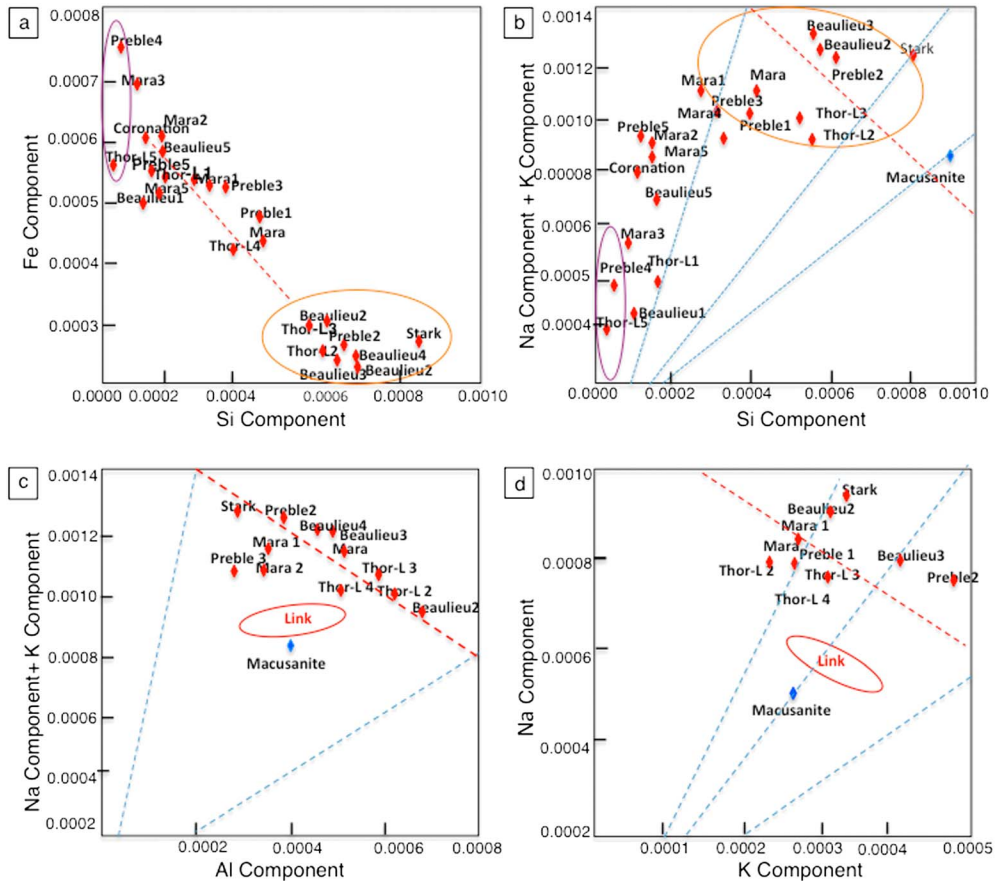 a
0.0008
0.0007
0.0006
0.0005
0.0004
0.0003
Fe Component
Preble4
Mara3
Coronation
Mara2
Beaulieu5
Thor-L5
Preble5
Thor-L1
Mara1
Preble3
Mara5
Beaulieu1
Preble1
Mara
Thor-L4
Beaulieu2
Thor-L3
Preble2
Stark
Thor-L2
Beaulieu4
Beaulieu3
Beaulieu2
0.0000
0.0002
0.0004
0.0006
0.0008
0.0010
Si Component
b
0.0014
0.0012
0.0010
0.00008
0.0006
0.0005
0.0004
Na Component + K Component
Beaulieu3
Beaulieu2
Stark
Preble2
Mara1
Mara
Preble3
Mara4
Thor-L3
Preble1
Thor-L2
Preble5
Mara2
Mara5
Coronation
Macusanite
Beaulieu5
Mara3
Preble4
Thor-L1
Beaulieu1
Thor-L5
0.0000
0.0002
0.0004
0.0006
0.0008
0.0010
Si Component
c
0.0014
0.0012
0.0010
0.0008
0.0006
0.0004
0.0002
Na Component+ K Component
Stark
Preble2
Beaulieu4
Beaulieu3
Mara 1
Mara
Preble 3
Mara 2
Thor-L 3
Thor-L 4
Thor-L 2
Beaulieu2
Link
Macusanite
0.0002
0.0004
0.0006
0.0008
Al Component
d
0.0010
0.0008
0.0006
0.0004
0.0002
Na Component
Stark
Beaulieu2
Mara 1
Mara
Preble 1
Beaulieu3
Thor-L 2
Thor-L 3
Preble2
Thor-L 4
Link
Macusanite
0.0001
0.0002
0.0003
0.0004
0.0005
K Component